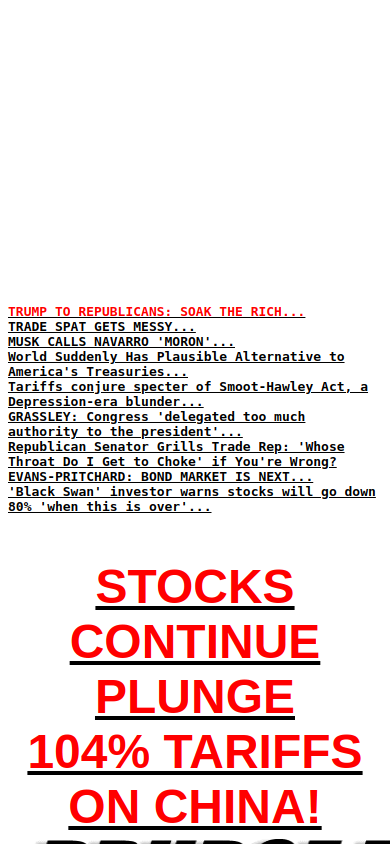 TRUMP TO REPUBLICANS: SOAK THE RICH...
TRADE SPAT GETS MESSY...
MUSK CALLS NAVARRO 'MORON'...
World Suddenly Has Plausible Alternative to
America's Treasuries...
Tariffs conjure specter of Smoot-Hawley Act, a
Depression-era blunder...
GRASSLEY: Congress 'delegated too much
authority to the president'...
Republican Senator Grills Trade Rep: 'Whose
Throat Do I Get to Choke' if You're Wrong?
EVANS-PRITCHARD: BOND MARKET IS NEXT...
'Black Swan' investor warns stocks will go down
80% 'when this is over'...
STOCKS
CONTINUE
PLUNGE
104% TARIFFS
ON CHINA!